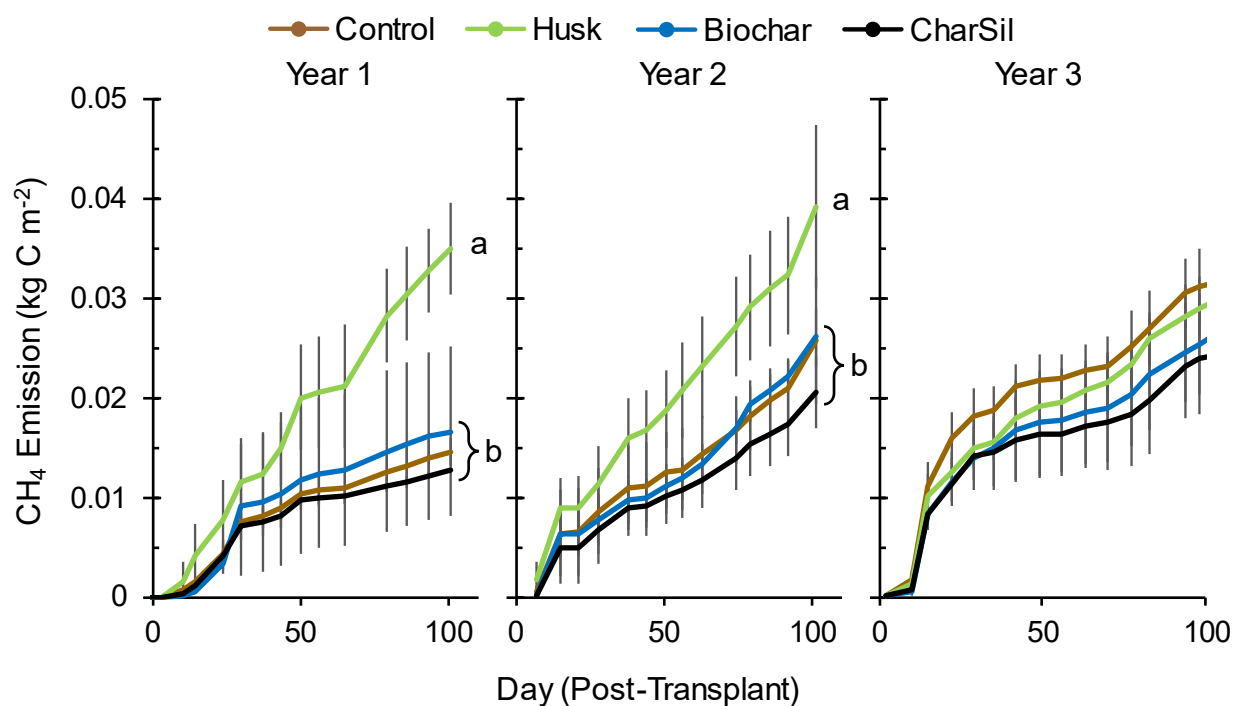 Control Husk Biochar CharSil
Year 1 Year 2 Year 3
0.05
0.04
0.03
0.02
0.01
0
CH₄ Emission (kg C m⁻²)
a
b
a
b
0 50 100 0 50 100 0 50 100
Day (Post-Transplant)